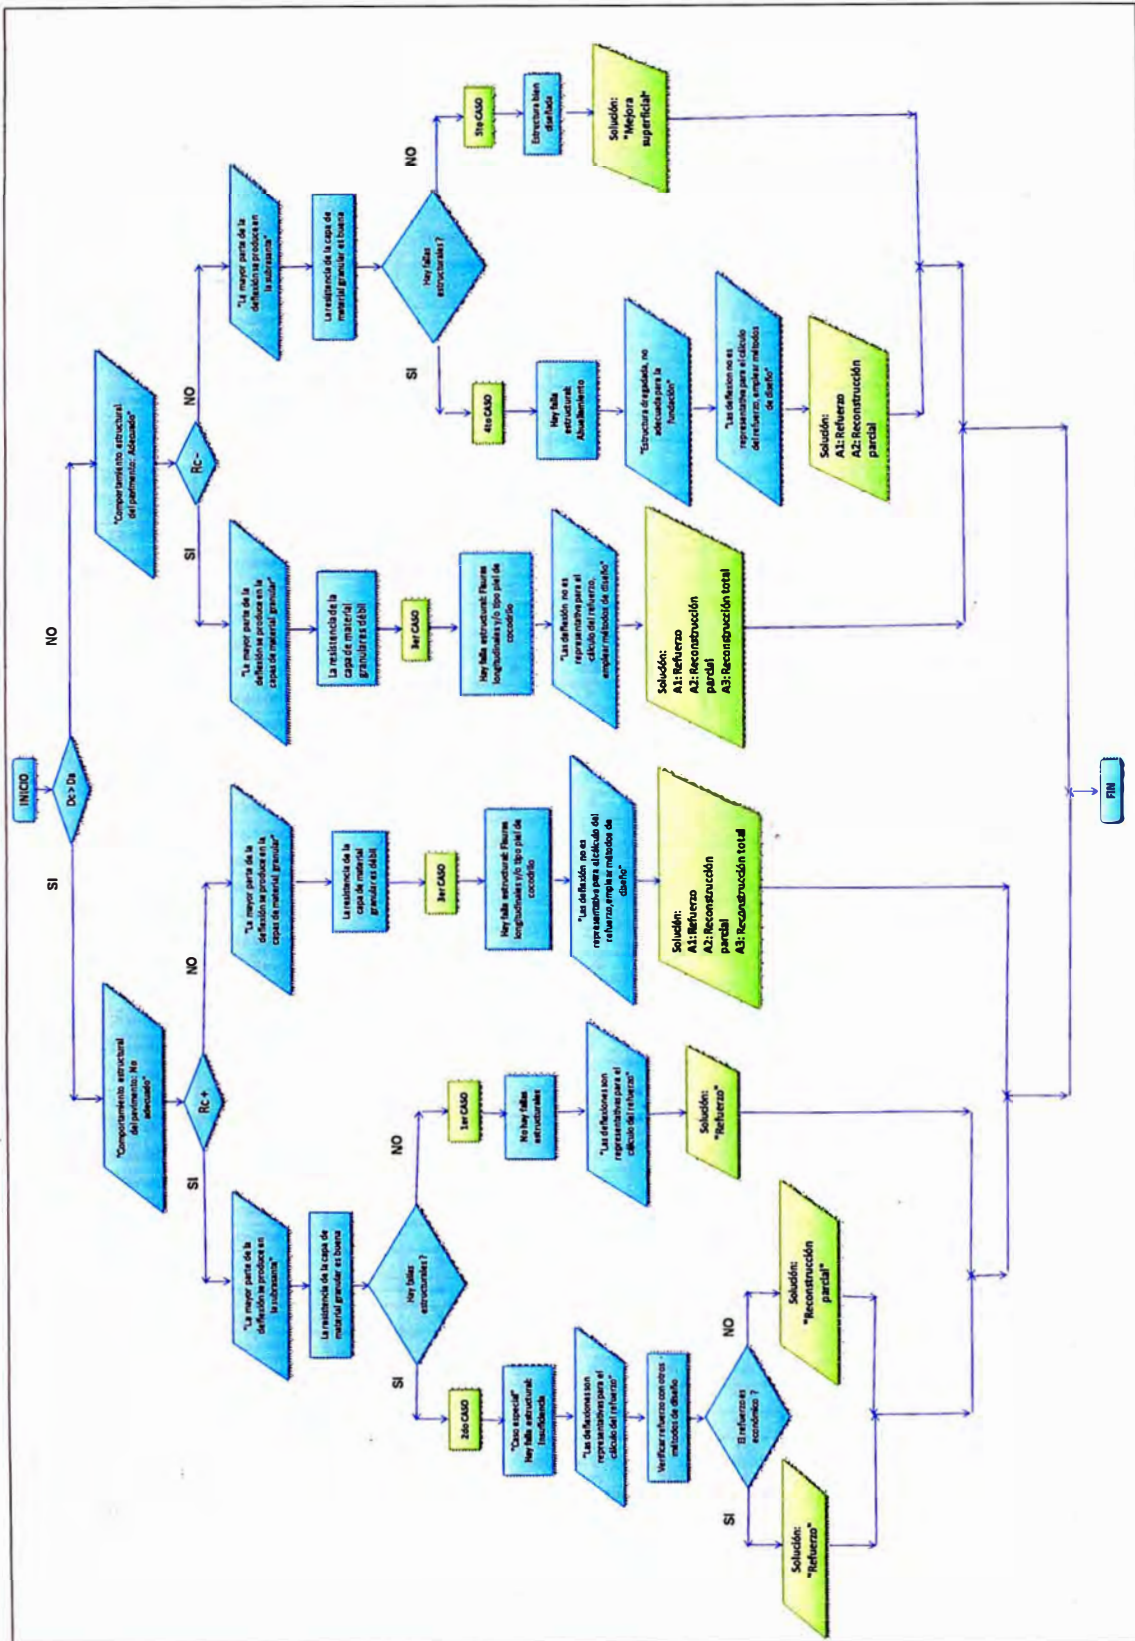 INICIO
Dc > Da
SI
NO
"Comportamiento estructural
del pavimento: No
adecuado"
Rc +
SI
NO
"La mayor parte de la
deflexión se produce en
la subrasante"
La resistencia de la capa de
material granular es buena
Hay fallas
estructurales ?
SI
NO
2do CASO
"Caso especial"
Hay falla estructural:
Insuficiencia
"Las deflexiones son
representativas para el
cálculo del refuerzo"
Verificar refuerzo con otros
métodos de diseño
El refuerzo es
económico ?
SI
NO
Solución:
"Refuerzo"
Solución:
"Reconstrucción
parcial"
1er CASO
No hay fallas
estructurales
"Las deflexiones son
representativas para el
cálculo del refuerzo"
Solución:
"Refuerzo"
"La mayor parte de la
deflexión se produce en la
capas de material granular"
La resistencia de la
capa de material
granular es débil
3er CASO
Hay falla estructural: Fisuras
longitudinales y/o tipo piel de
cocodrilo
"Las deflexión no es
representativa para el cálculo del
refuerzo, emplear métodos de
diseño"
Solución:
A1: Refuerzo
A2: Reconstrucción
parcial
A3: Reconstrucción total
"Comportamiento estructural
del pavimento: Adecuado"
Rc -
SI
NO
"La mayor parte de la
deflexión se produce en la
capas de material granular"
La resistencia de la
capa de material
granular es débil
3er CASO
Hay falla estructural: Fisuras
longitudinales y/o tipo piel de
cocodrilo
"Las deflexión no es
representativa para el
cálculo del refuerzo,
emplear métodos de diseño"
Solución:
A1: Refuerzo
A2: Reconstrucción
parcial
A3: Reconstrucción total
"La mayor parte de la
deflexión se produce en
la subrasante"
La resistencia de la capa de
material granular es buena
Hay fallas
estructurales ?
SI
NO
4to CASO
Hay falla
estructural:
Ahuellamiento
"Estructura dregadada, no
adecuada para la
fundación"
"Las deflexion no es
representativa para el cálculo
del refuerzo, emplear métodos
de diseño"
Solución:
A1: Refuerzo
A2: Reconstrucción
parcial
5to CASO
Estructura bien
diseñada
Solución:
"Mejora
superficial"
FIN